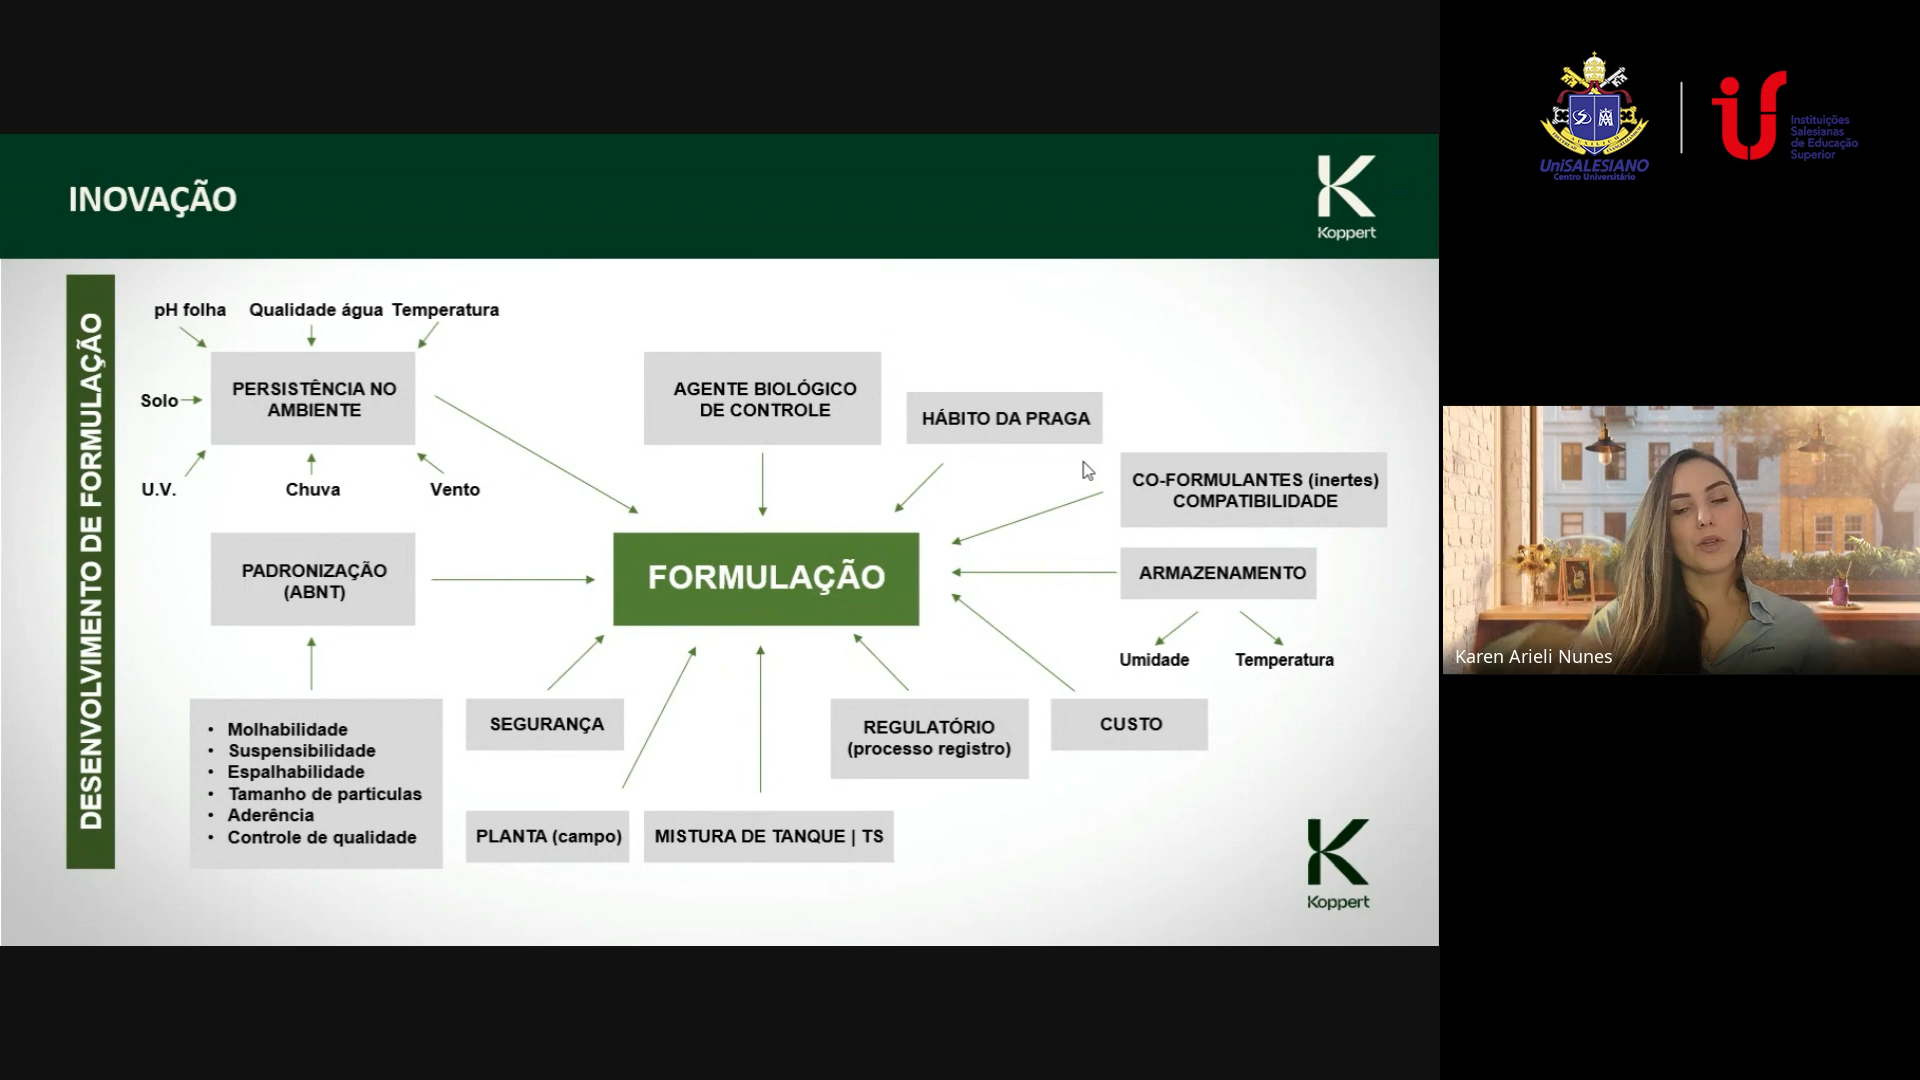 INOVAÇÃO
Koppert
DESENVOLVIMENTO DE FORMULAÇÃO
pH folha
Qualidade água
Temperatura
Solo
PERSISTÊNCIA NO
AMBIENTE
U.V.
Chuva
Vento
AGENTE BIOLÓGICO
DE CONTROLE
HÁBITO DA PRAGA
CO-FORMULANTES (inertes)
COMPATIBILIDADE
PADRONIZAÇÃO
(ABNT)
FORMULAÇÃO
ARMAZENAMENTO
Umidade
Temperatura
• Molhabilidade
• Suspensibilidade
• Espalhabilidade
• Tamanho de particulas
• Aderência
• Controle de qualidade
SEGURANÇA
REGULATÓRIO
(processo registro)
CUSTO
PLANTA (campo)
MISTURA DE TANQUE | TS
Koppert
UniSALESIANO
Centro Universitário
Instituições
Salesianas
de Educação
Superior
Karen Arieli Nunes